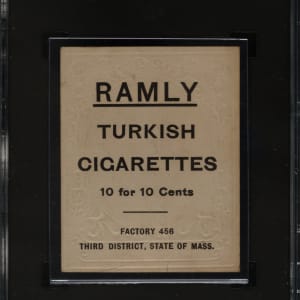 RAMLY
TURKISH
CIGARETTES
10 for 10 Cents
FACTORY 456
THIRD DISTRICT, STATE OF MASS.